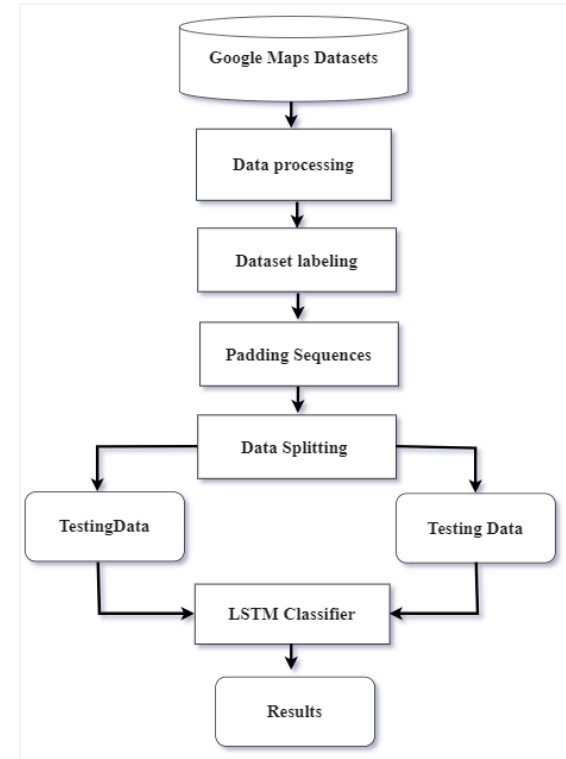 Google Maps Datasets
Data processing
Dataset labeling
Padding Sequences
Data Splitting
TestingData
Testing Data
LSTM Classifier
Results